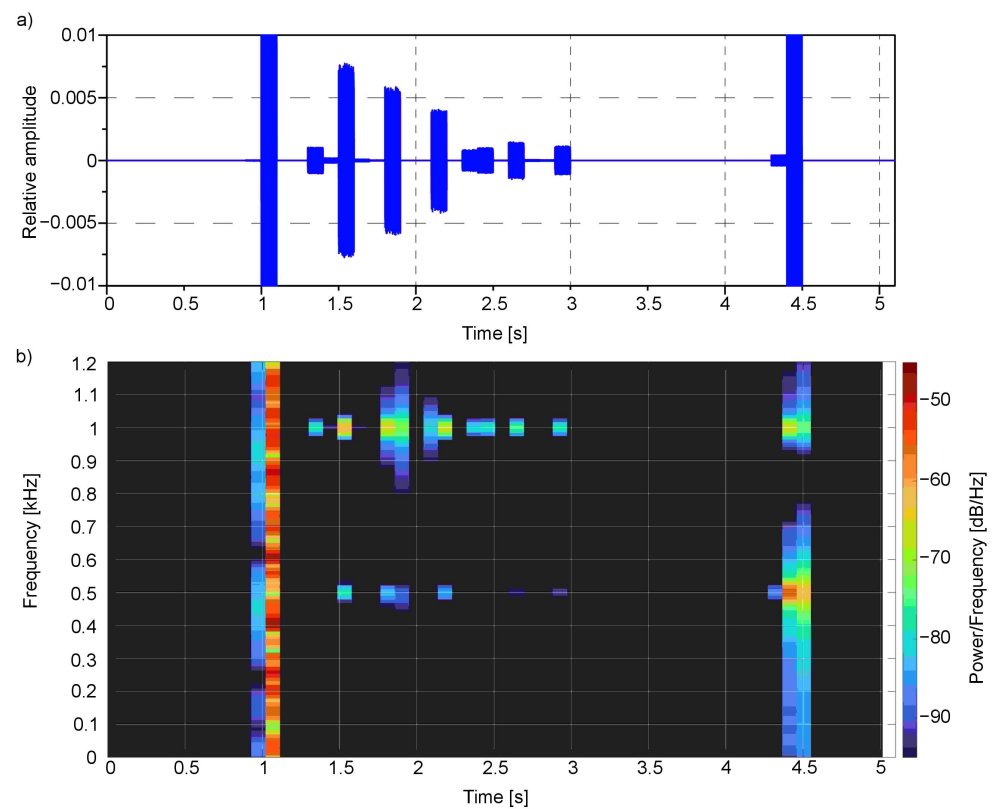 a)
0.01
0.005
0
−0.005
−0.01
Relative amplitude
0 0.5 1 1.5 2 2.5 3 3.5 4 4.5 5
Time [s]
b)
1.2
1.1
1
0.9
0.8
0.7
0.6
0.5
0.4
0.3
0.2
0.1
0
Frequency [kHz]
0 0.5 1 1.5 2 2.5 3 3.5 4 4.5 5
Time [s]
−50
−60
−70
−80
−90
Power/Frequency [dB/Hz]